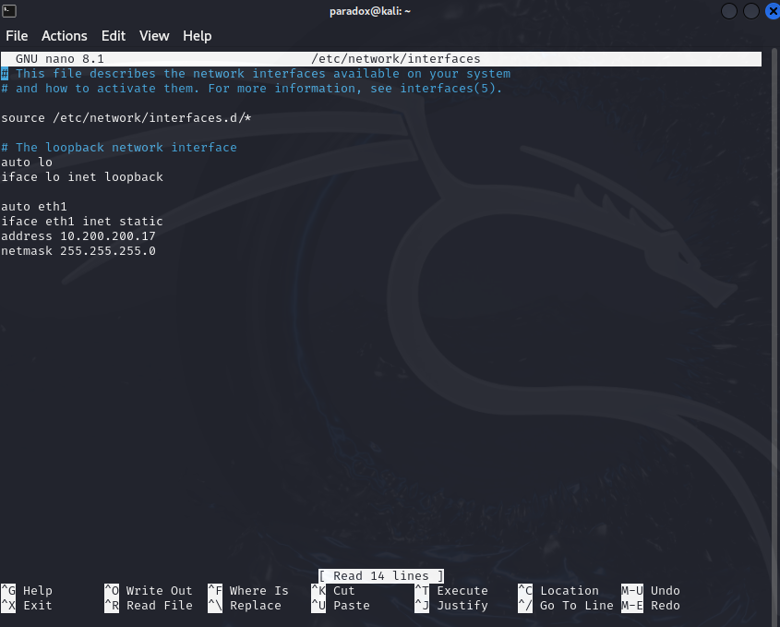 paradox@kali: ~
File Actions Edit View Help
GNU nano 8.1 /etc/network/interfaces
# This file describes the network interfaces available on your system
# and how to activate them. For more information, see interfaces(5).
source /etc/network/interfaces.d/*
# The loopback network interface
auto lo
iface lo inet loopback
auto eth1
iface eth1 inet static
address 10.200.200.17
netmask 255.255.255.0
[ Read 14 lines ]
^G Help ^O Write Out ^F Where Is ^K Cut ^T Execute ^C Location M-U Undo
^X Exit ^R Read File ^\ Replace ^U Paste ^J Justify ^/ Go To Line M-E Redo